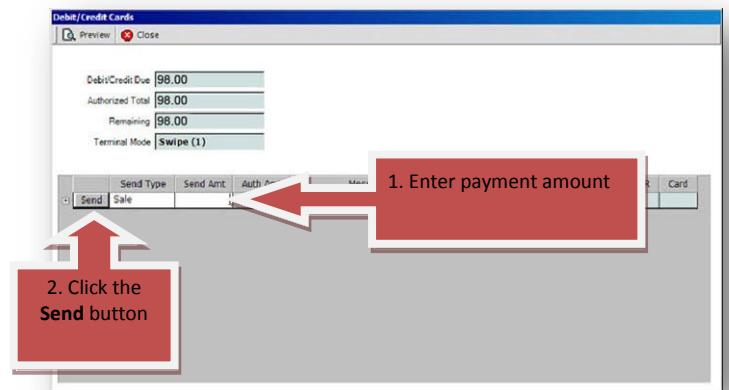 Debit/Credit Cards
Preview Close
Debit/Credit Due 98.00
Authorized Total 98.00
Remaining 98.00
Terminal Mode Swipe (1)
Send Type Send Amt Auth Card
1. Enter payment amount
Send Sale
2. Click the
Send button